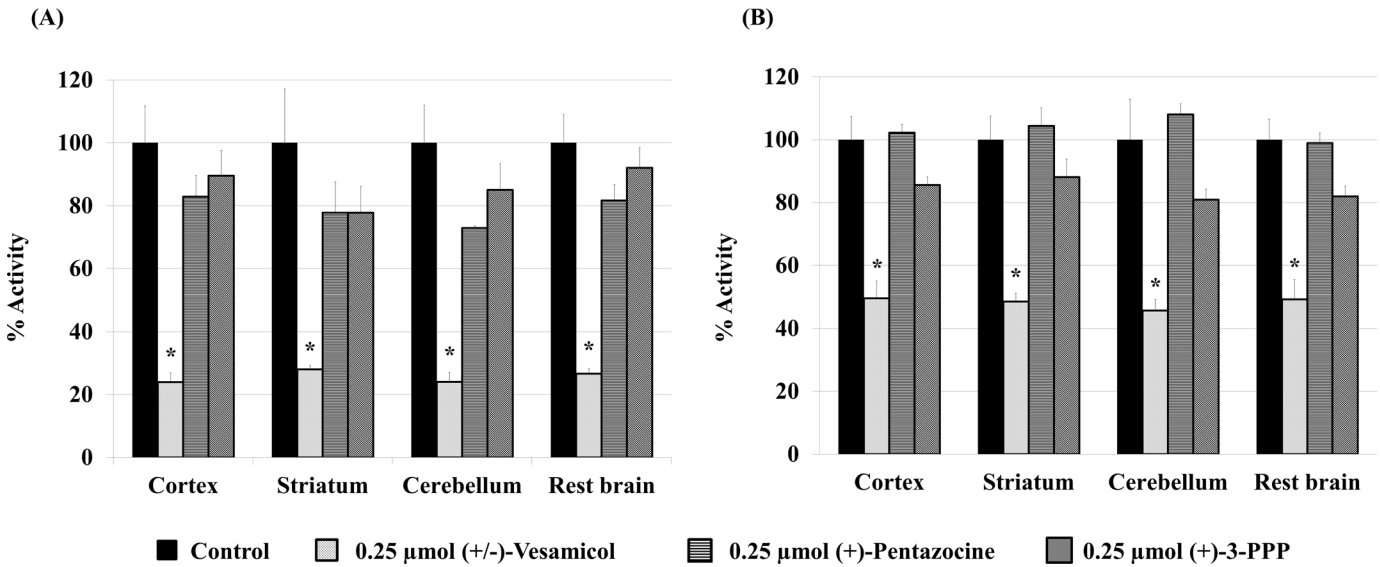 (A)
(B)
% Activity
120
100
80
60
40
20
0
*
*
*
*
Cortex
Striatum
Cerebellum
Rest brain
% Activity
120
100
80
60
40
20
0
*
*
*
*
Cortex
Striatum
Cerebellum
Rest brain
Control
0.25 µmol (+/-)-Vesamicol
0.25 µmol (+)-Pentazocine
0.25 µmol (+)-3-PPP